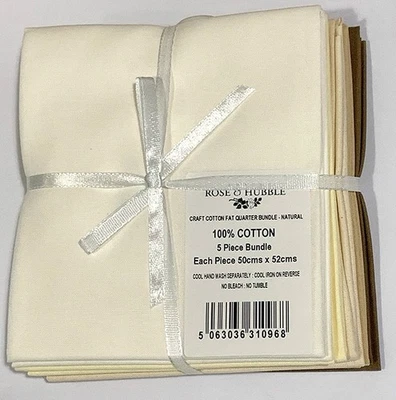 ROSE & HUBBLE
CRAFT COTTON FAT QUARTER BUNDLE - NATURAL
100% COTTON
5 Piece Bundle
Each Piece 50cms x 52cms
COOL HAND WASH SEPARATELY : COOL IRON ON REVERSE
NO BLEACH : NO TUMBLE
5 063036 310968